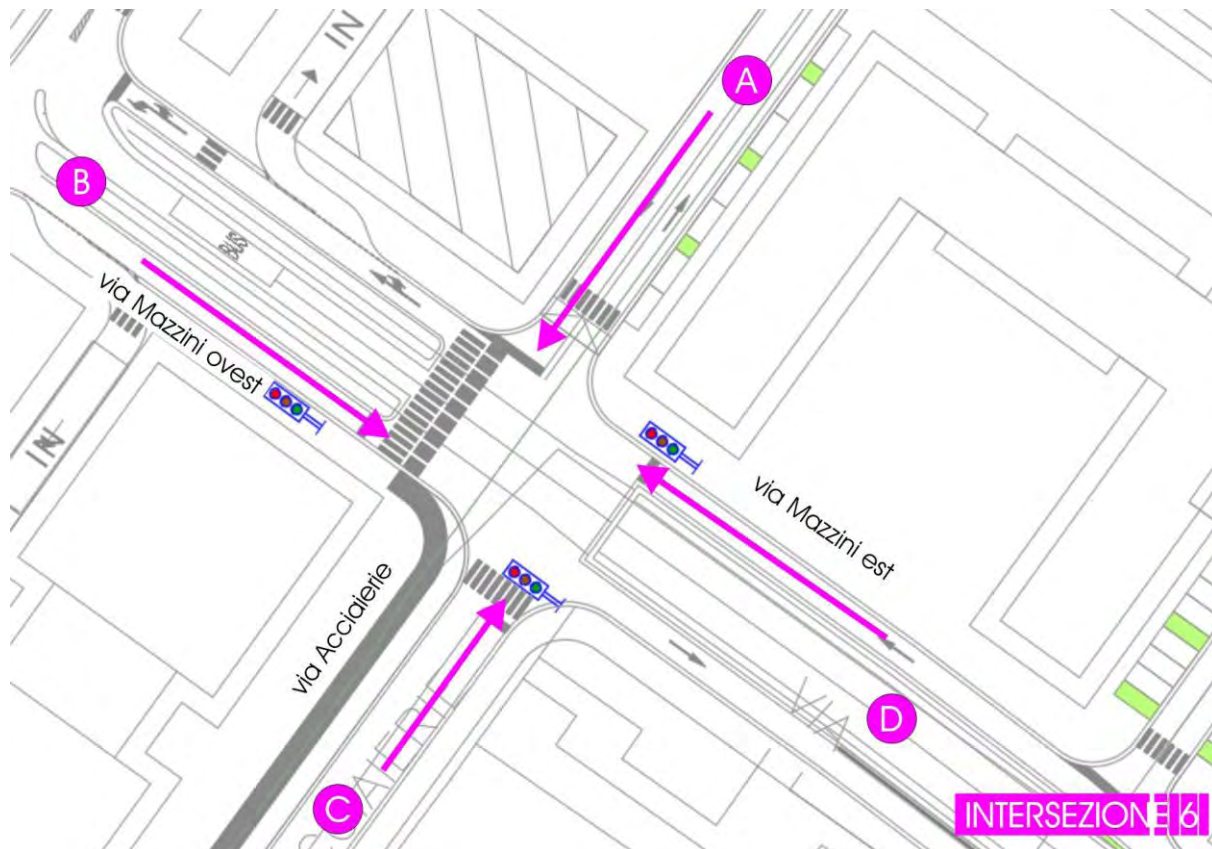 IN
A
B
BUS
via Mazzini ovest
IN
via Mazzini est
via Acciaierie
VIA
D
C
INTERSEZIONE 6